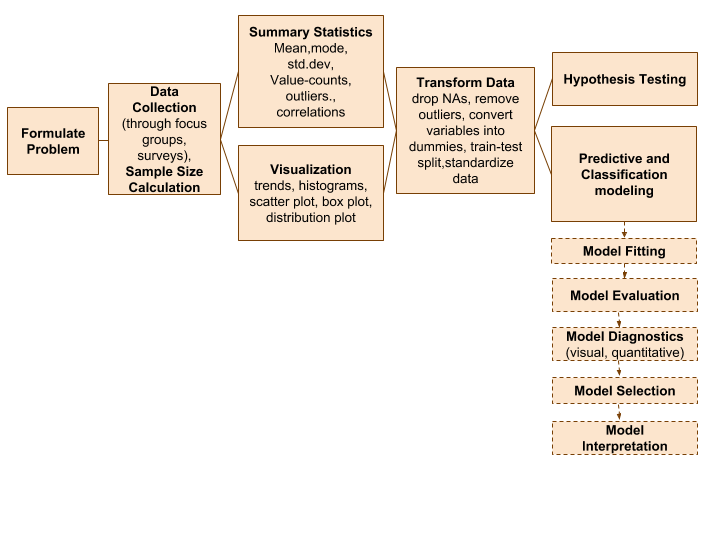 Formulate
Problem
Data
Collection
(through focus
groups,
surveys),
Sample Size
Calculation
Summary Statistics
Mean,mode,
std.dev,
Value-counts,
outliers.,
correlations
Visualization
trends, histograms,
scatter plot, box plot,
distribution plot
Transform Data
drop NAs, remove
outliers, convert
variables into
dummies, train-test
split,standardize
data
Hypothesis Testing
Predictive and
Classification
modeling
Model Fitting
Model Evaluation
Model Diagnostics
(visual, quantitative)
Model Selection
Model
Interpretation